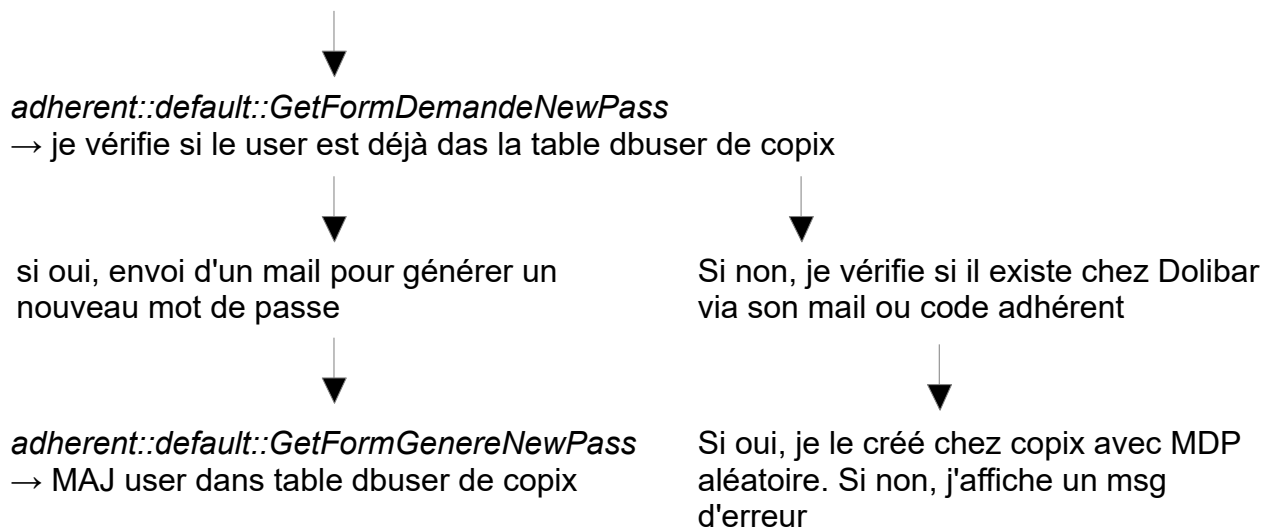 adherent::default::GetFormDemandeNewPass
→ je vérifie si le user est déjà das la table dbuser de copix
si oui, envoi d'un mail pour générer un
nouveau mot de passe
Si non, je vérifie si il existe chez Dolibar
via son mail ou code adhérent
adherent::default::GetFormGenereNewPass
→ MAJ user dans table dbuser de copix
Si oui, je le créé chez copix avec MDP
aléatoire. Si non, j'affiche un msg
d'erreur